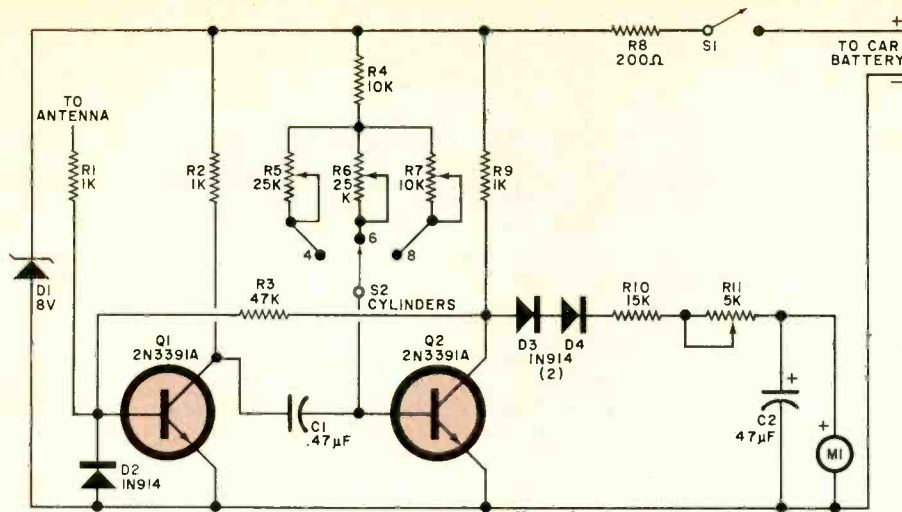 +
R8
200Ω
S1
TO CAR
BATTERY
−
R4
10K
TO
ANTENNA
R1
1K
R2
1K
R5
25K
R6
25
K
R7
10K
R9
1K
4
6
8
D1
8V
R3
47K
S2
CYLINDERS
R10
15K
R11
5K
D3
D4
1N914
(2)
Q1
2N3391A
Q2
2N3391A
C1
.47µF
D2
1N914
+
C2
47µF
+
M1